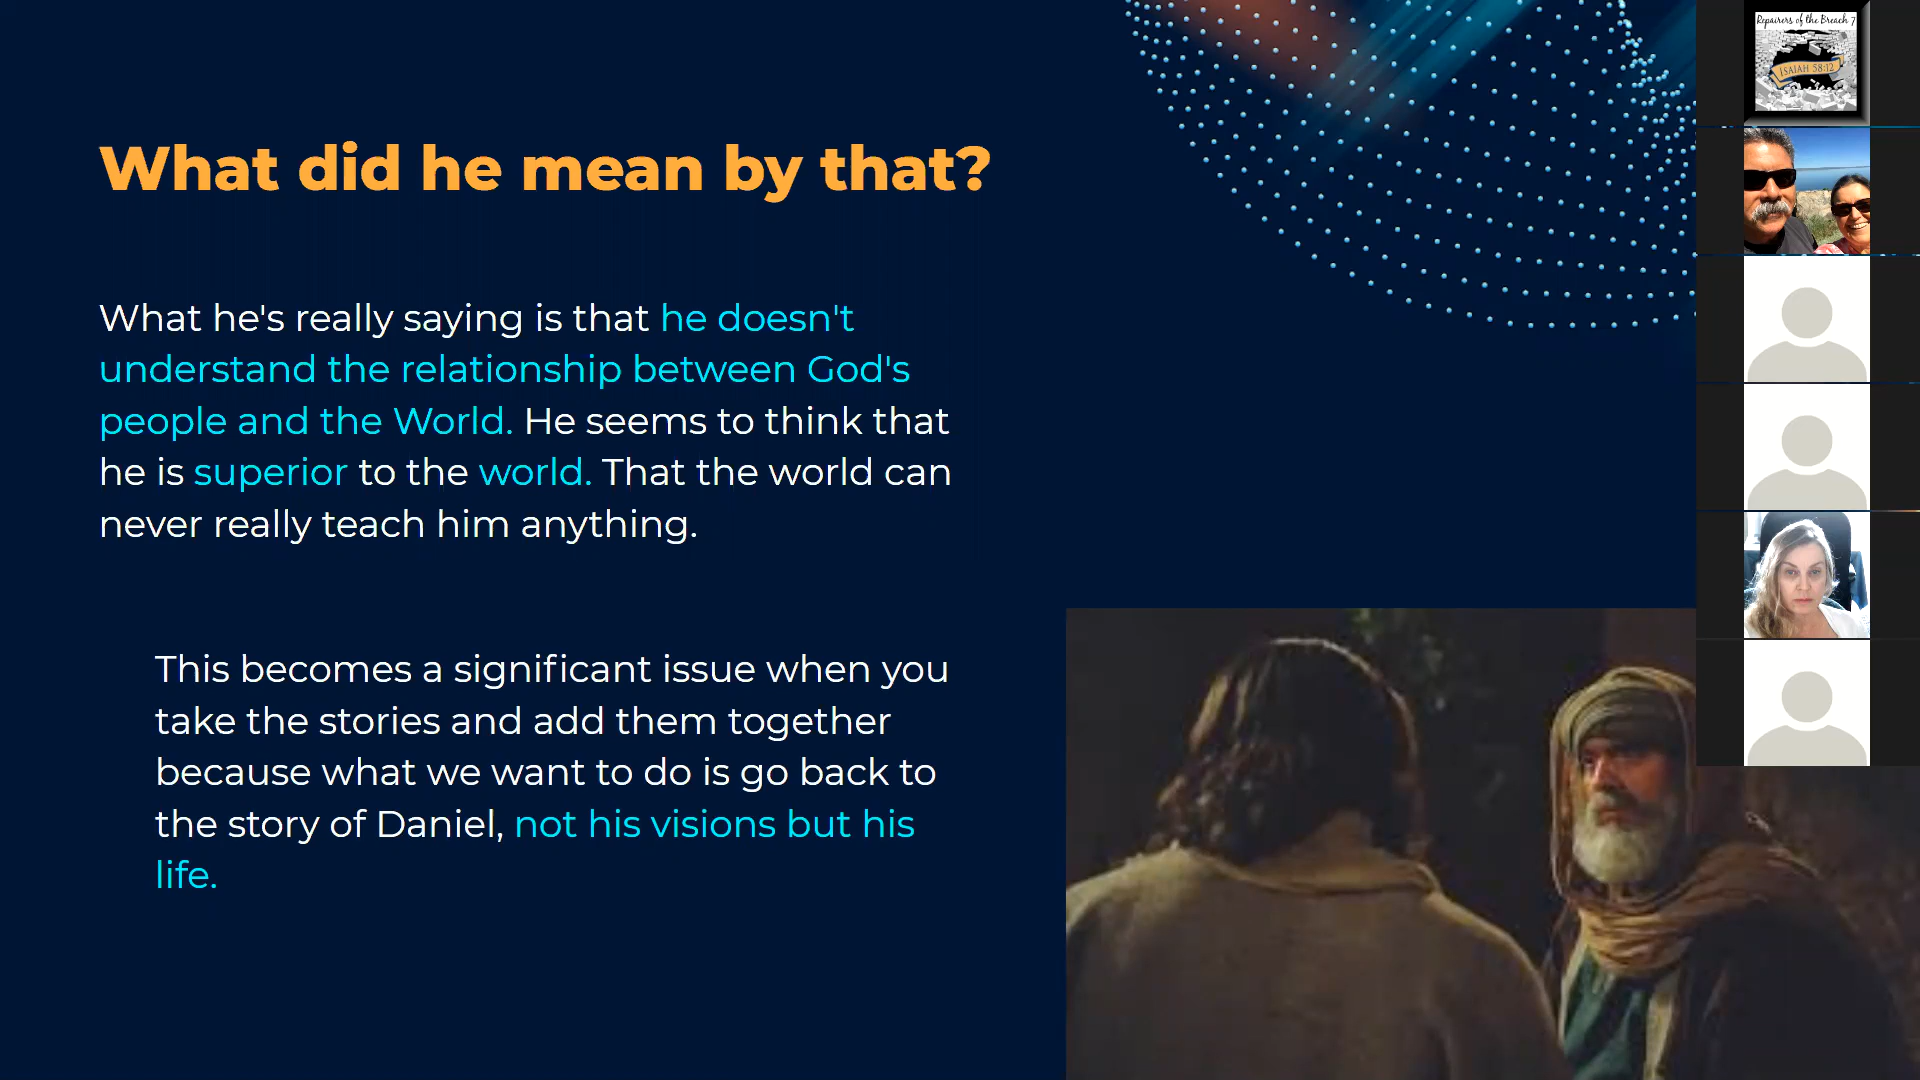 What did he mean by that?
What he's really saying is that he doesn't
understand the relationship between God's
people and the World. He seems to think that
he is superior to the world. That the world can
never really teach him anything.
This becomes a significant issue when you
take the stories and add them together
because what we want to do is go back to
the story of Daniel, not his visions but his
life.
Repairers of the Breach 7
ISAIAH 58:12